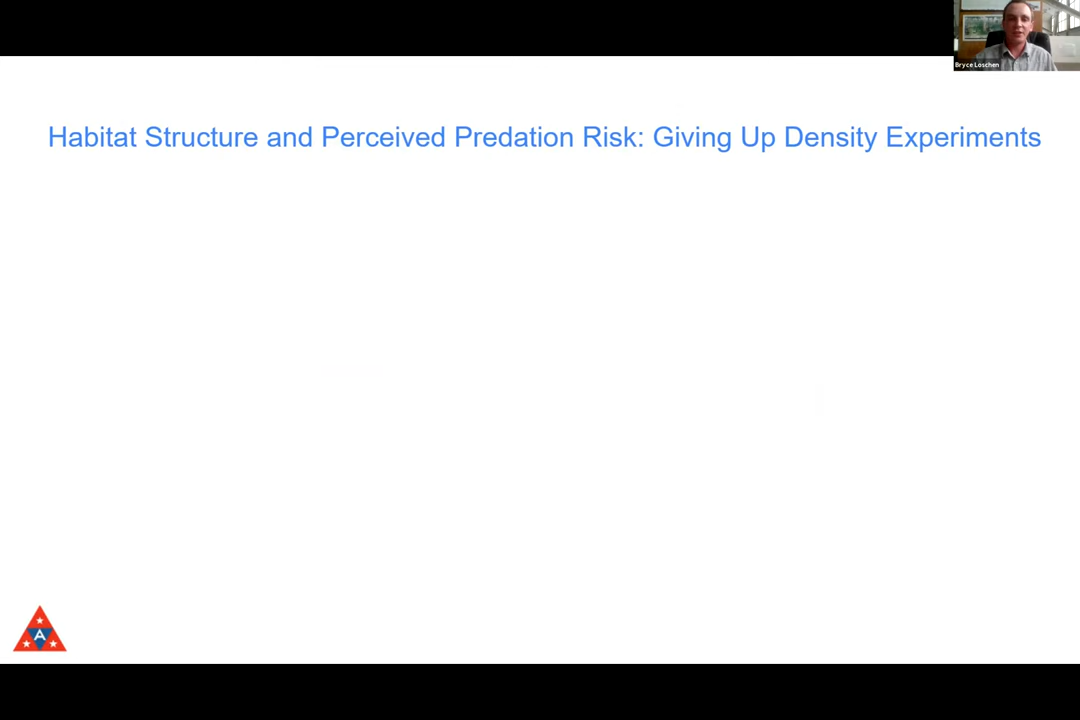 Bryce Loschen
Habitat Structure and Perceived Predation Risk: Giving Up Density Experiments
A